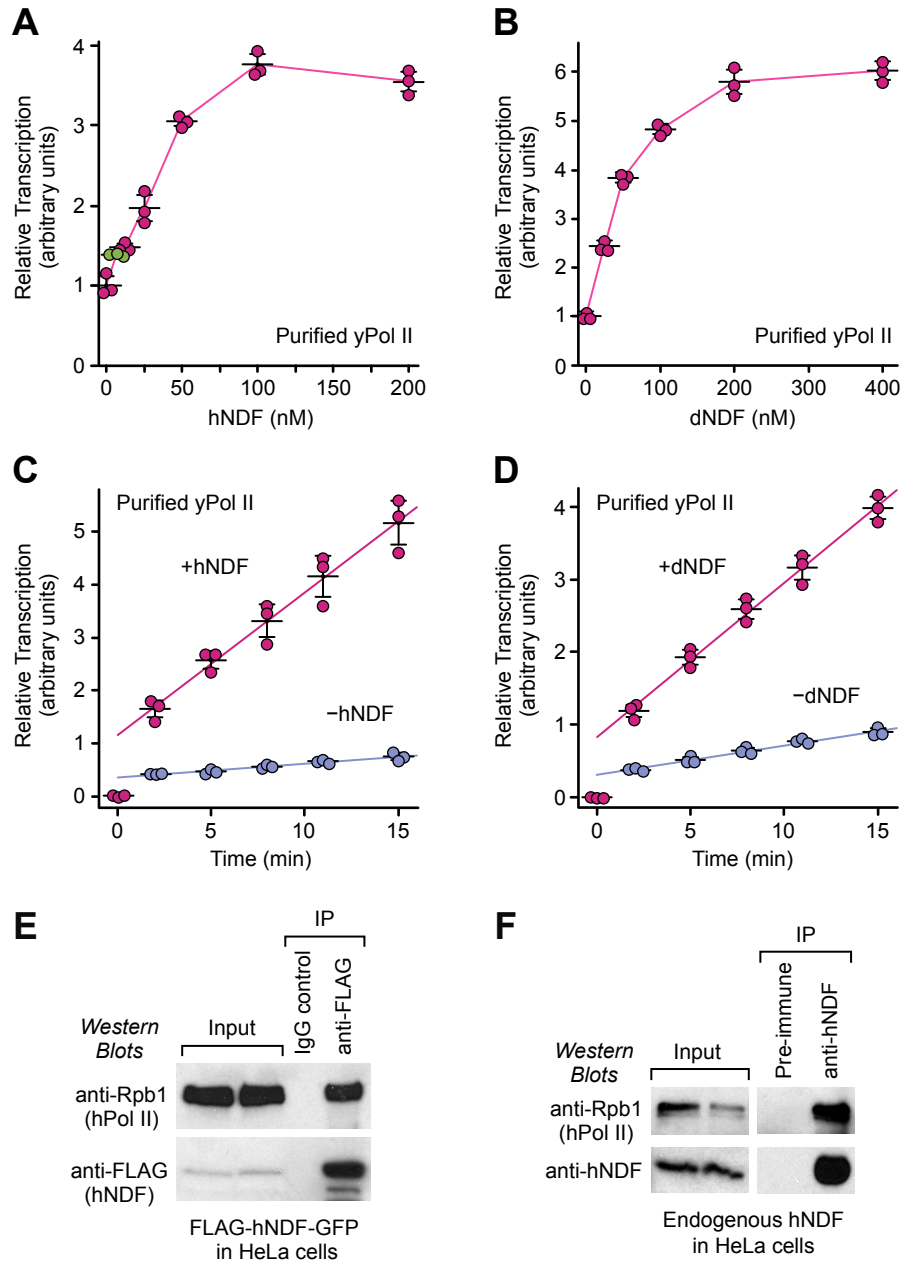 A
Relative Transcription
(arbitrary units)
4
3
2
1
0
Purified yPol II
0 50 100 150 200
hNDF (nM)
B
Relative Transcription
(arbitrary units)
6
5
4
3
2
1
0
Purified yPol II
0 100 200 300 400
dNDF (nM)
C
Relative Transcription
(arbitrary units)
5
4
3
2
1
0
Purified yPol II
+hNDF
−hNDF
0 5 10 15
Time (min)
D
Relative Transcription
(arbitrary units)
4
3
2
1
0
Purified yPol II
+dNDF
−dNDF
0 5 10 15
Time (min)
E
IP
IgG control
anti-FLAG
Western
Blots
Input
anti-Rpb1
(hPol II)
anti-FLAG
(hNDF)
FLAG-hNDF-GFP
in HeLa cells
F
IP
Pre-immune
anti-hNDF
Western
Blots
Input
anti-Rpb1
(hPol II)
anti-hNDF
Endogenous hNDF
in HeLa cells